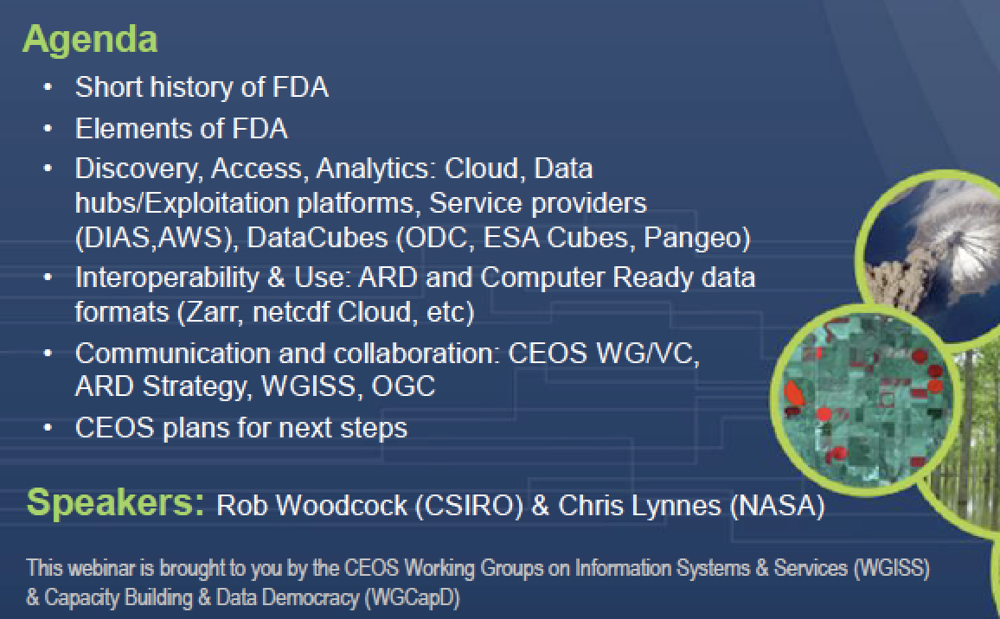 Agenda
• Short history of FDA
• Elements of FDA
• Discovery, Access, Analytics: Cloud, Data
hubs/Exploitation platforms, Service providers
(DIAS,AWS), DataCubes (ODC, ESA Cubes, Pangeo)
• Interoperability & Use: ARD and Computer Ready data
formats (Zarr, netcdf Cloud, etc)
• Communication and collaboration: CEOS WG/VC,
ARD Strategy, WGISS, OGC
• CEOS plans for next steps
Speakers: Rob Woodcock (CSIRO) & Chris Lynnes (NASA)
This webinar is brought to you by the CEOS Working Groups on Information Systems & Services (WGISS)
& Capacity Building & Data Democracy (WGCapD)